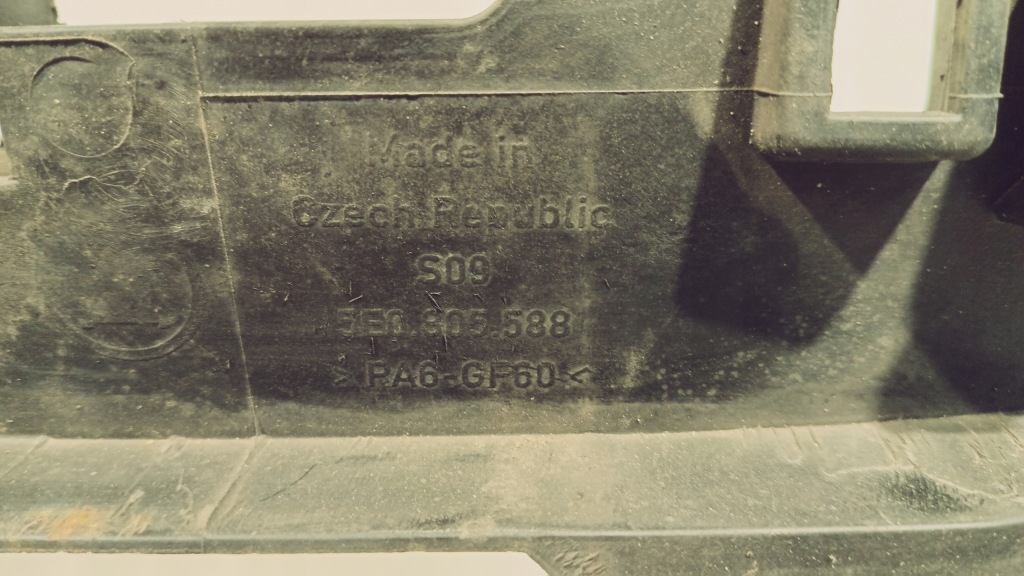 Made in
Czech Republic
S09
5E0.805.588
>PA6-GF60<